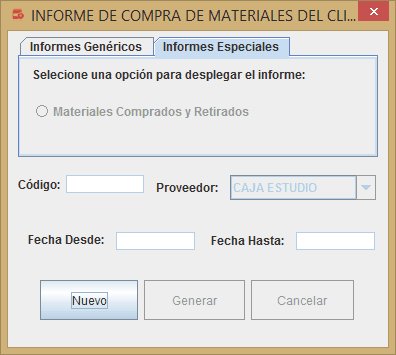 INFORME DE COMPRA DE MATERIALES DEL CLI...
Informes Genéricos
Informes Especiales
Selecione una opción para desplegar el informe:
Materiales Comprados y Retirados
Código:
Proveedor:
CAJA ESTUDIO
Fecha Desde:
Fecha Hasta:
Nuevo
Generar
Cancelar